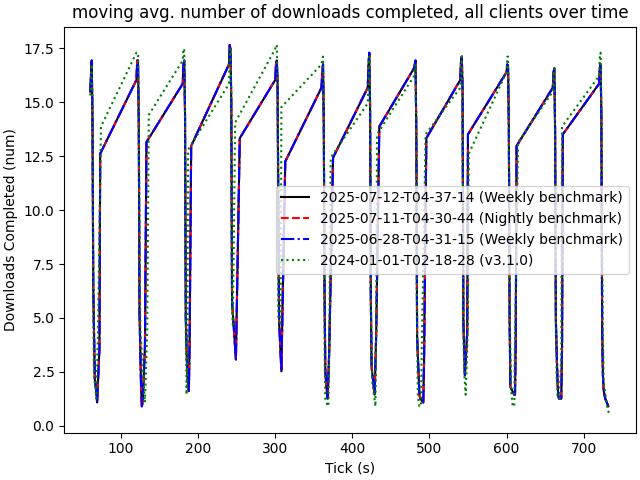 moving avg. number of downloads completed, all clients over time
17.5
15.0
12.5
10.0
7.5
5.0
2.5
0.0
Downloads Completed (num)
2025-07-12-T04-37-14 (Weekly benchmark)
2025-07-11-T04-30-44 (Nightly benchmark)
2025-06-28-T04-31-15 (Weekly benchmark)
2024-01-01-T02-18-28 (v3.1.0)
100 200 300 400 500 600 700
Tick (s)